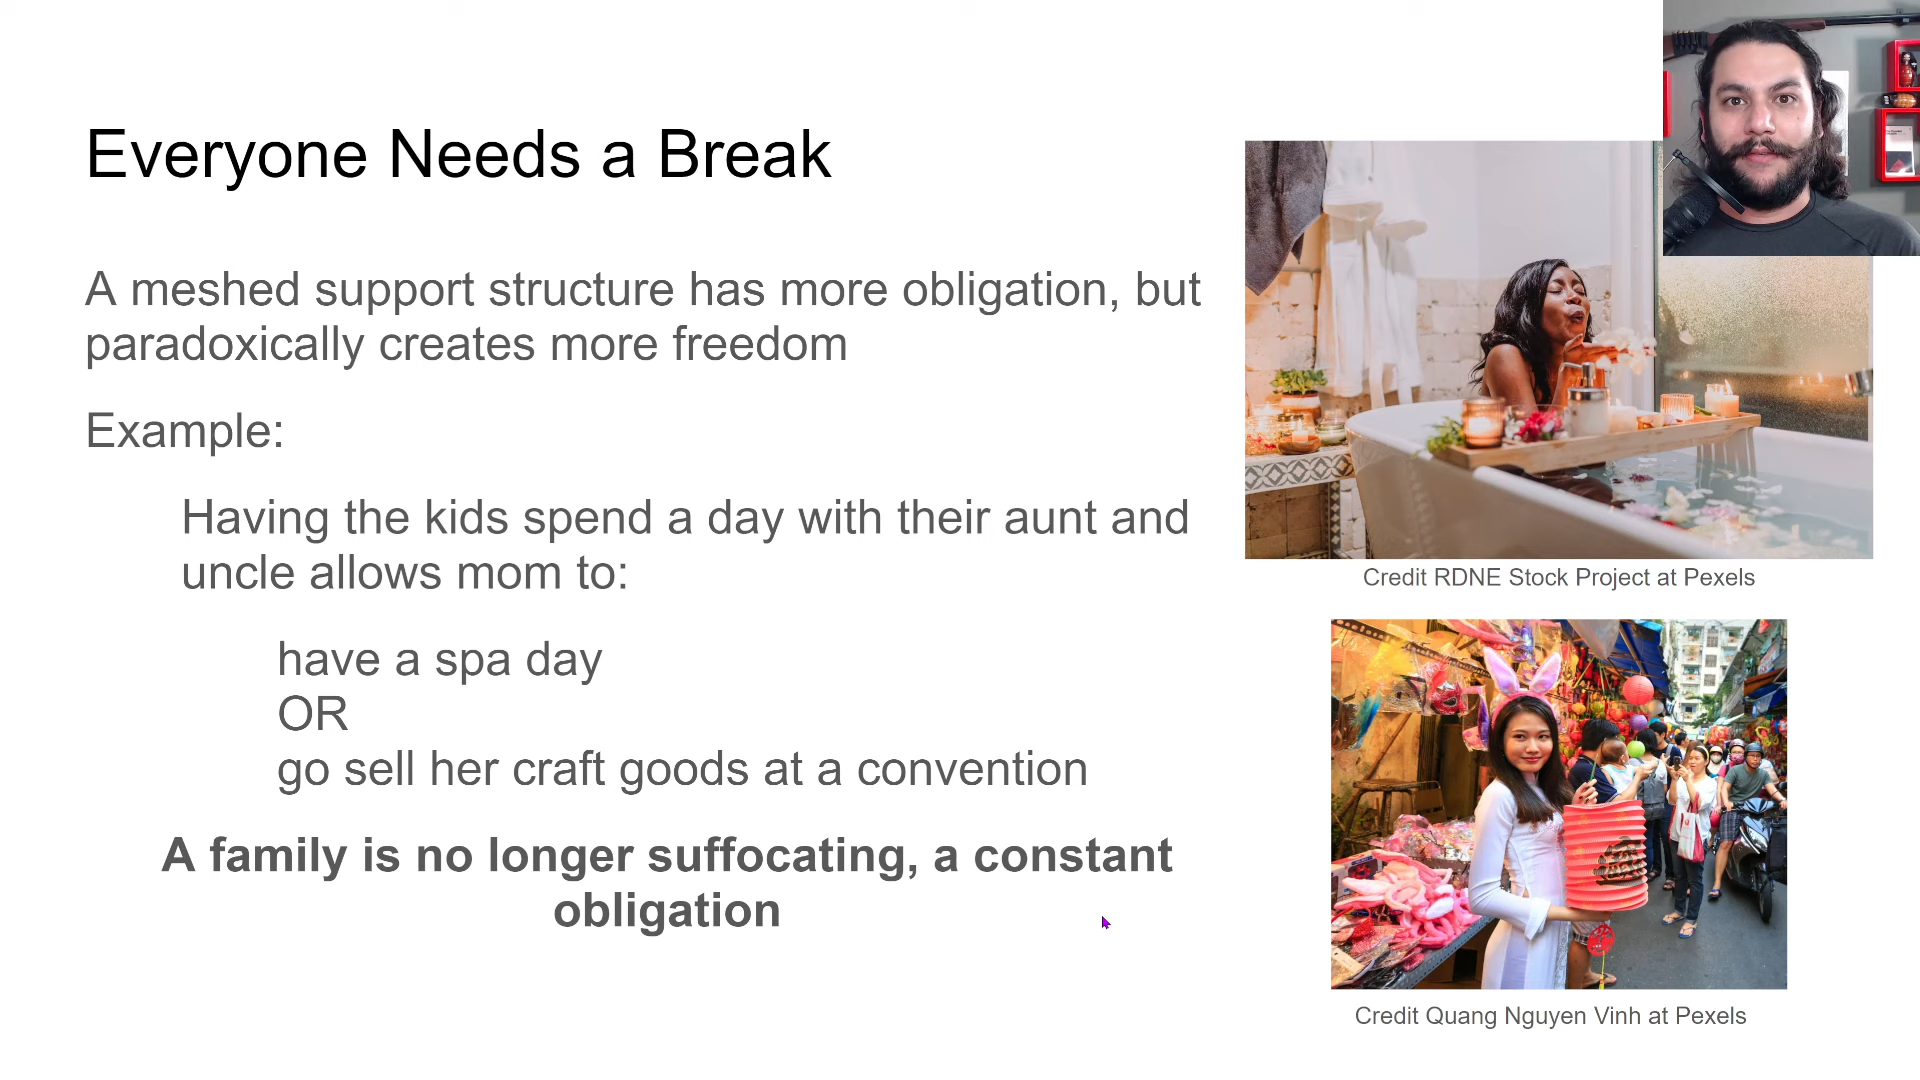 Everyone Needs a Break
A meshed support structure has more obligation, but
paradoxically creates more freedom
Example:
Having the kids spend a day with their aunt and
uncle allows mom to:
have a spa day
OR
go sell her craft goods at a convention
A family is no longer suffocating, a constant
obligation
Credit RDNE Stock Project at Pexels
Credit Quang Nguyen Vinh at Pexels